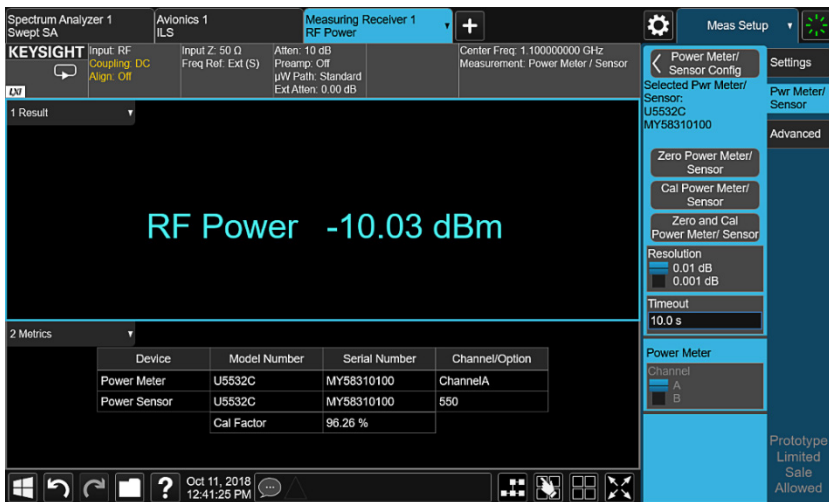 Spectrum Analyzer 1
Swept SA
Avionics 1
ILS
Measuring Receiver 1
RF Power
Meas Setup
KEYSIGHT
LXI
Input: RF
Coupling: DC
Align: Off
Input Z: 50 Ω
Freq Ref: Ext (S)
Atten: 10 dB
Preamp: Off
µW Path: Standard
Ext Atten: 0.00 dB
Center Freq: 1.100000000 GHz
Measurement: Power Meter / Sensor
1 Result
RF Power -10.03 dBm
2 Metrics
Device Model Number Serial Number Channel/Option
Power Meter U5532C MY58310100 ChannelA
Power Sensor U5532C MY58310100 550
Cal Factor 96.26 %
Power Meter/
Sensor Config
Selected Pwr Meter/
Sensor:
U5532C
MY58310100
Zero Power Meter/
Sensor
Cal Power Meter/
Sensor
Zero and Cal
Power Meter/ Sensor
Resolution
0.01 dB
0.001 dB
Timeout
10.0 s
Power Meter
Channel
A
B
Settings
Pwr Meter/
Sensor
Advanced
Prototype
Limited
Sale
Allowed
?
Oct 11, 2018
12:41:25 PM